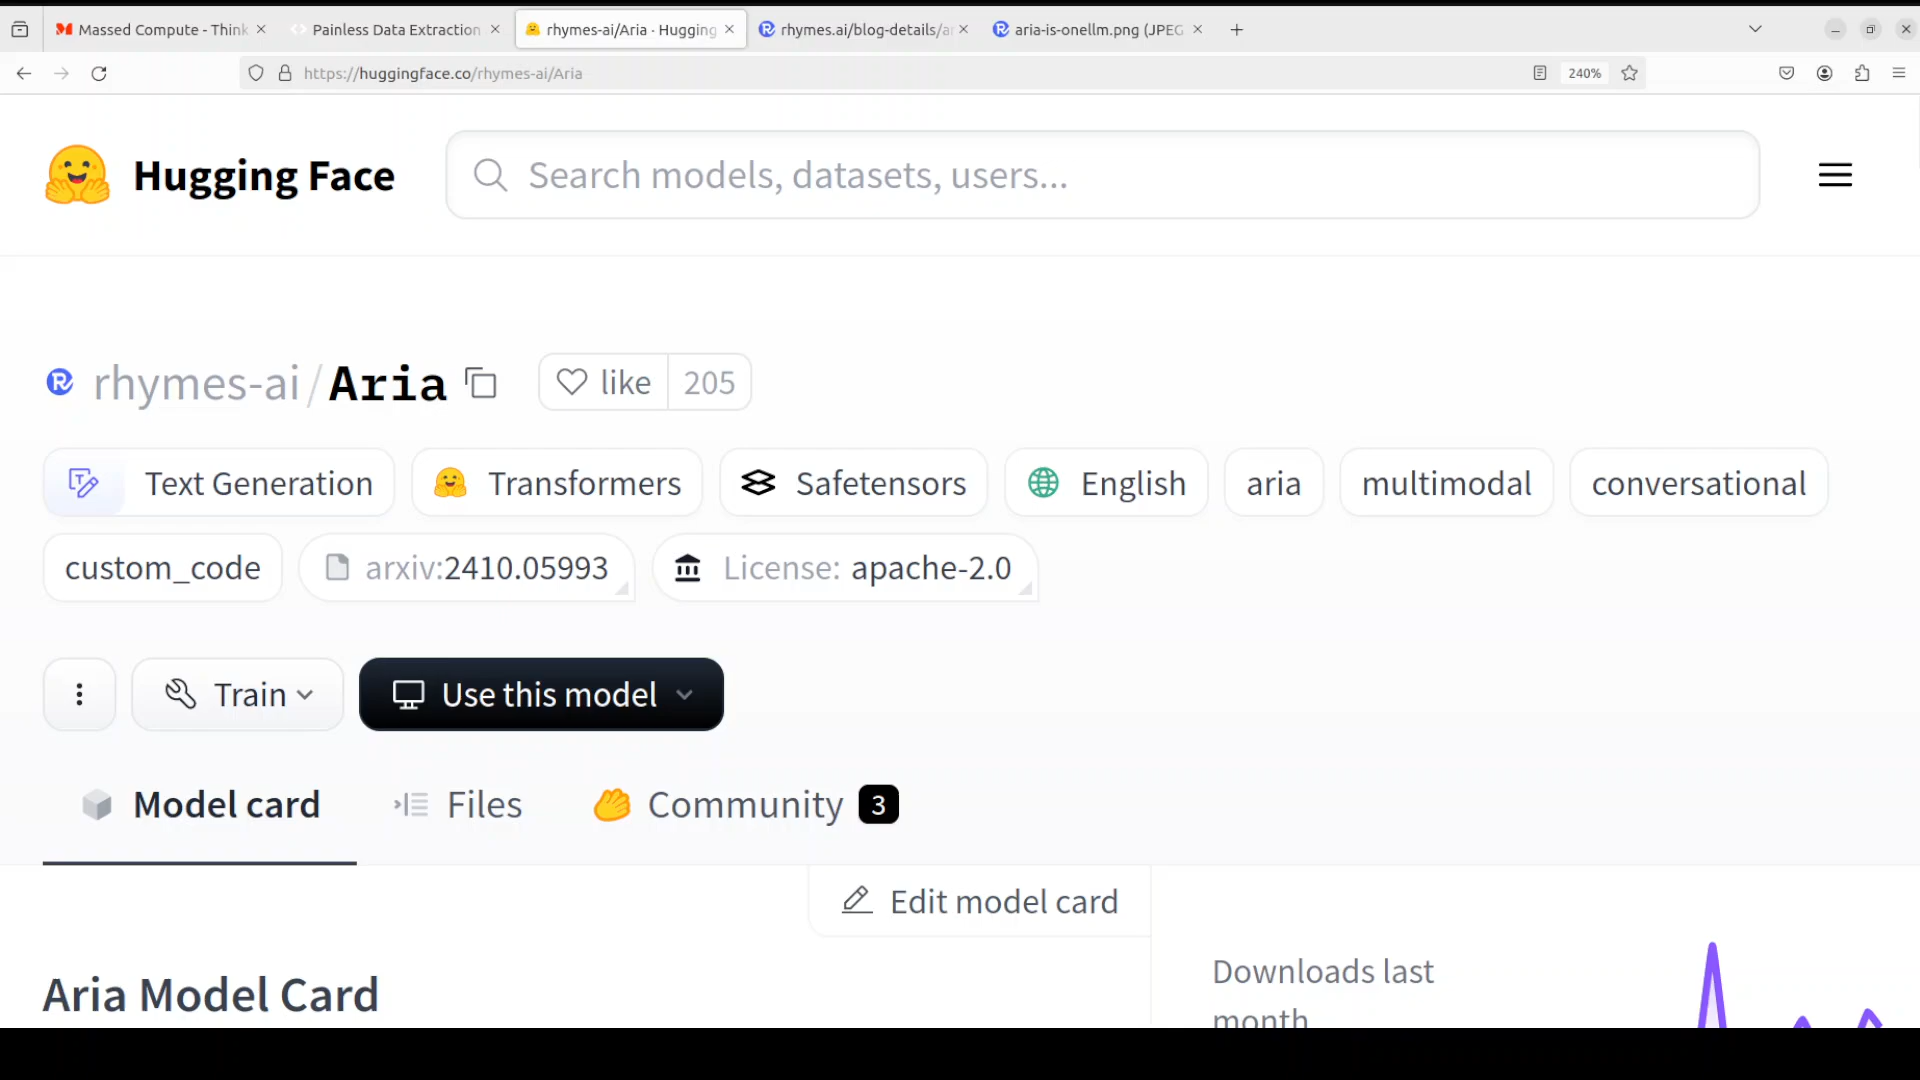 Massed Compute - Think
Painless Data Extraction
rhymes-ai/Aria · Hugging
rhymes.ai/blog-details/a
aria-is-onellm.png (JPEG
https://huggingface.co/rhymes-ai/Aria
240%
Hugging Face
Search models, datasets, users...
rhymes-ai/Aria
like 205
Text Generation Transformers Safetensors English aria multimodal conversational
custom_code arxiv:2410.05993 License: apache-2.0
Train Use this model
Model card Files Community 3
Edit model card
Aria Model Card
Downloads last
month